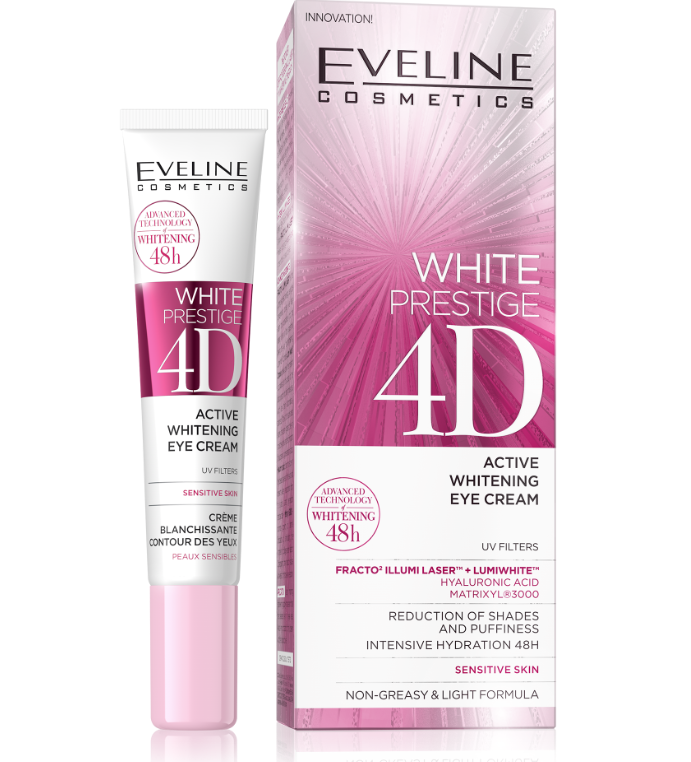 EVELINE
COSMETICS
ADVANCED
TECHNOLOGY
of
WHITENING
48h
WHITE
PRESTIGE
4D
ACTIVE
WHITENING
EYE CREAM
UV FILTERS
SENSITIVE SKIN
CRÈME
BLANCHISSANTE
CONTOUR DES YEUX
PEAUX SENSIBLES
INNOVATION!
EVELINE
COSMETICS
WHITE
PRESTIGE
4D
ACTIVE
WHITENING
EYE CREAM
ADVANCED
TECHNOLOGY
of
WHITENING
48h
UV FILTERS
FRACTO² ILLUMI LASER™ + LUMIWHITE™
HYALURONIC ACID
MATRIXYL®3000
REDUCTION OF SHADES
AND PUFFINESS
INTENSIVE HYDRATION 48H
SENSITIVE SKIN
NON-GREASY & LIGHT FORMULA